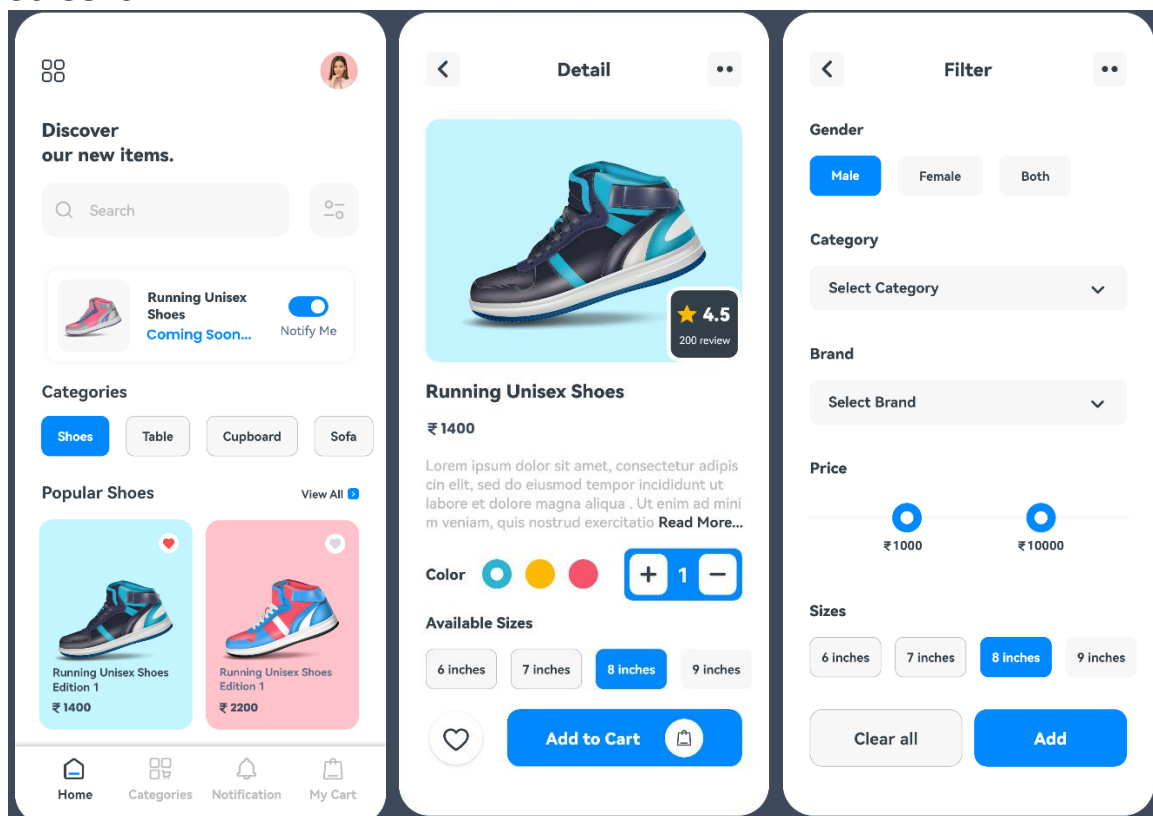 Discover
our new items.
Search
Running Unisex
Shoes
Coming Soon...
Notify Me
Categories
Shoes
Table
Cupboard
Sofa
Popular Shoes
View All
Running Unisex Shoes
Edition 1
₹ 1400
Running Unisex Shoes
Edition 1
₹ 2200
Home
Categories
Notification
My Cart
Detail
4.5
200 review
Running Unisex Shoes
₹ 1400
Lorem ipsum dolor sit amet, consectetur adipis
cin elit, sed do eiusmod tempor incididunt ut
labore et dolore magna aliqua . Ut enim ad mini
m veniam, quis nostrud exercitatio Read More...
Color
+ 1 −
Available Sizes
6 inches
7 inches
8 inches
9 inches
Add to Cart
Filter
Gender
Male
Female
Both
Category
Select Category
Brand
Select Brand
Price
₹1000
₹10000
Sizes
6 inches
7 inches
8 inches
9 inches
Clear all
Add